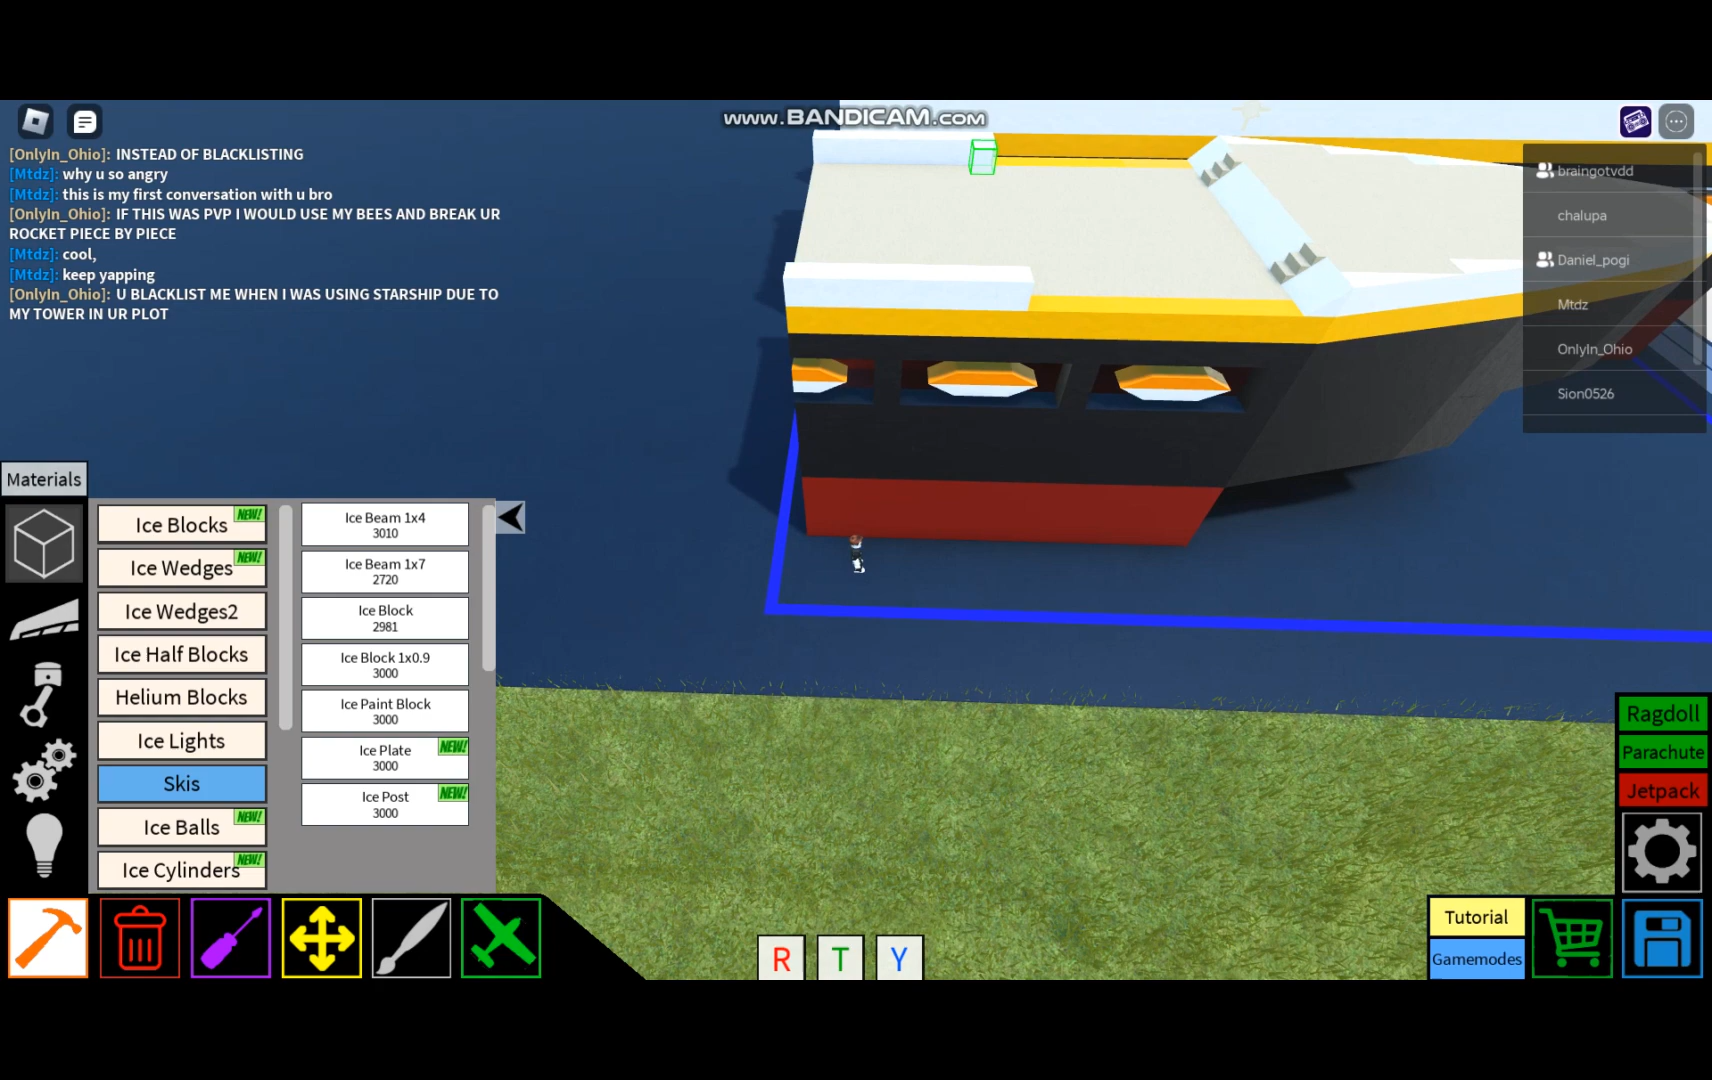 www.BANDICAM.com
[OnlyIn_Ohio]: INSTEAD OF BLACKLISTING
[Mtdz]: why u so angry
[Mtdz]: this is my first conversation with u bro
[OnlyIn_Ohio]: IF THIS WAS PVP I WOULD USE MY BEES AND BREAK UR
ROCKET PIECE BY PIECE
[Mtdz]: cool,
[Mtdz]: keep yapping
[OnlyIn_Ohio]: U BLACKLIST ME WHEN I WAS USING STARSHIP DUE TO
MY TOWER IN UR PLOT
braingotvdd
chalupa
Daniel_pogi
Mtdz
OnlyIn_Ohio
Sion0526
Materials
Ice Blocks NEW!
Ice Wedges NEW!
Ice Wedges2
Ice Half Blocks
Helium Blocks
Ice Lights
Skis
Ice Balls NEW!
Ice Cylinders NEW!
Ice Beam 1x4
3010
Ice Beam 1x7
2720
Ice Block
2981
Ice Block 1x0.9
3000
Ice Paint Block
3000
Ice Plate NEW!
3000
Ice Post NEW!
3000
Ragdoll
Parachute
Jetpack
R T Y
Tutorial
Gamemodes